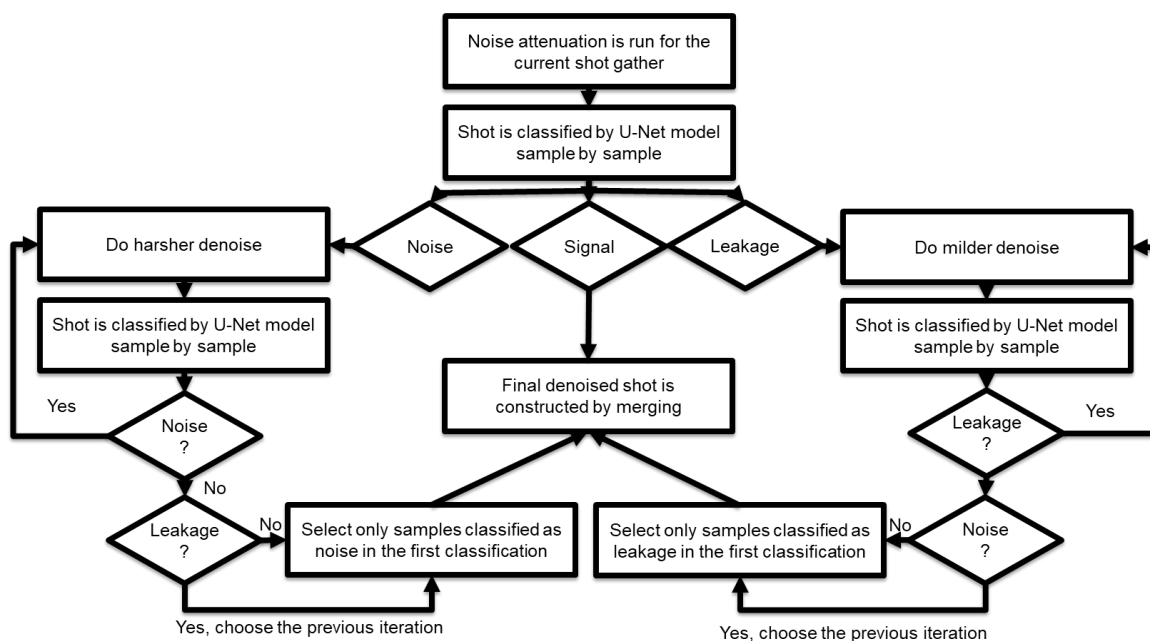 Noise attenuation is run for the
current shot gather
Shot is classified by U-Net model
sample by sample
Noise
Signal
Leakage
Do harsher denoise
Do milder denoise
Shot is classified by U-Net model
sample by sample
Shot is classified by U-Net model
sample by sample
Final denoised shot is
constructed by merging
Yes
Noise
?
Leakage
?
Yes
No
Leakage
?
No
Select only samples classified as
noise in the first classification
Select only samples classified as
leakage in the first classification
No
Noise
?
Yes, choose the previous iteration
Yes, choose the previous iteration